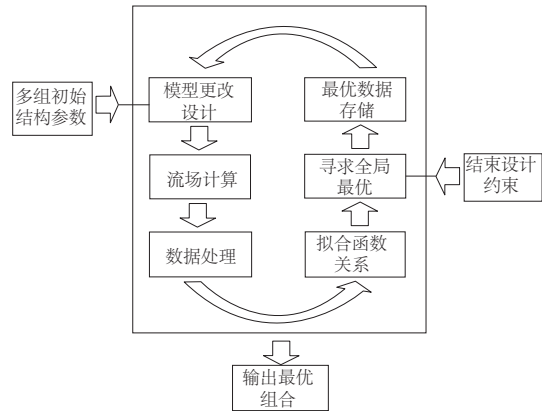 多组初始
结构参数
模型更改
设计
流场计算
数据处理
最优数据
存储
寻求全局
最优
拟合函数
关系
结束设计
约束
输出最优
组合